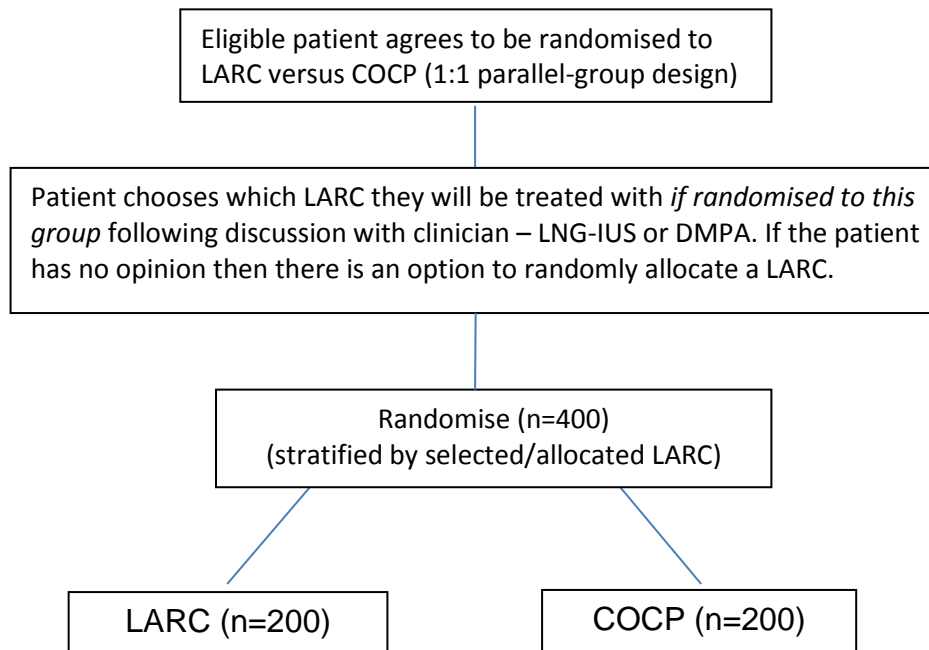 Eligible patient agrees to be randomised to
LARC versus COCP (1:1 parallel-group design)
Patient chooses which LARC they will be treated with if randomised to this
group following discussion with clinician – LNG-IUS or DMPA. If the patient
has no opinion then there is an option to randomly allocate a LARC.
Randomise (n=400)
(stratified by selected/allocated LARC)
LARC (n=200)
COCP (n=200)